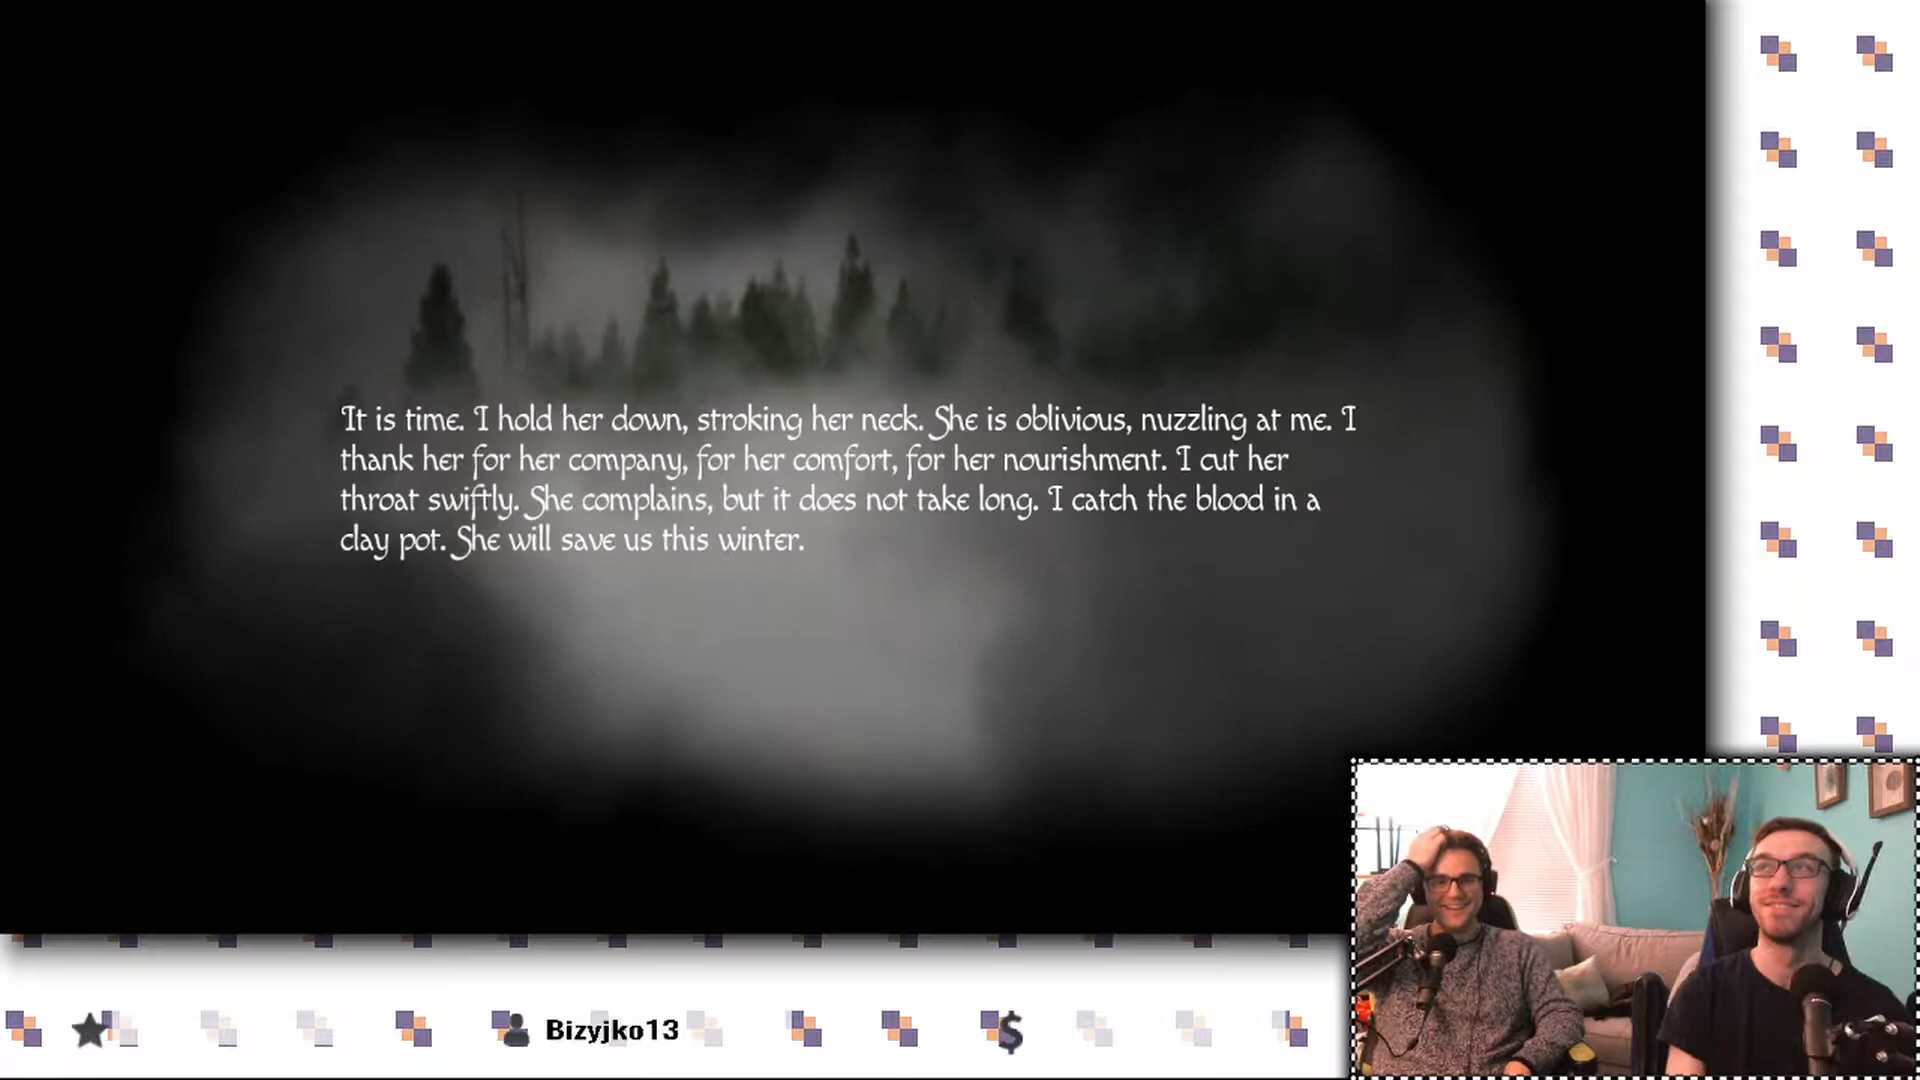 It is time. I hold her down, stroking her neck. She is oblivious, nuzzling at me. I
thank her for her company, for her comfort, for her nourishment. I cut her
throat swiftly. She complains, but it does not take long. I catch the blood in a
clay pot. She will save us this winter.
Bizyjko13
$